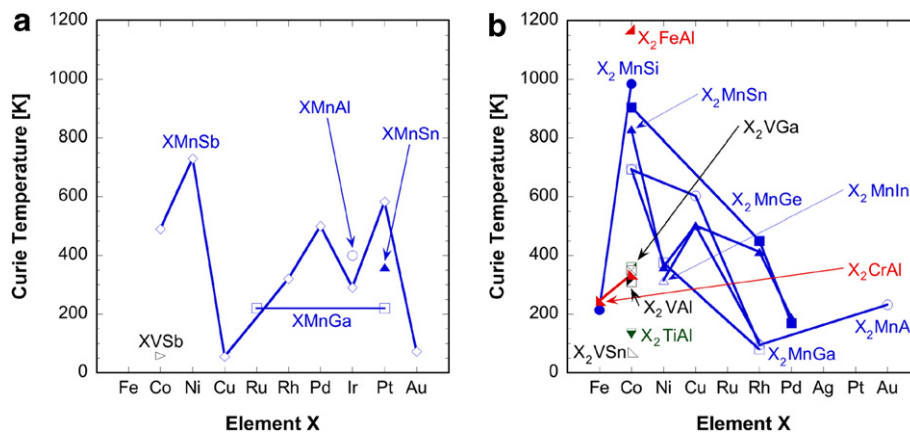 a
1200
1000
800
600
400
200
0
Curie Temperature [K]
XMnSb
XMnAl
XMnSn
XMnGa
XVSb
Fe Co Ni Cu Ru Rh Pd Ir Pt Au
Element X
b
1200
1000
800
600
400
200
0
Curie Temperature [K]
X₂FeAl
X₂MnSi
X₂MnSn
X₂VGa
X₂MnGe
X₂MnIn
X₂CrAl
X₂VAl
X₂TiAl
X₂VSn
X₂MnGa
X₂MnA
Fe Co Ni Cu Rh Pd Ag Pt Au
Element X